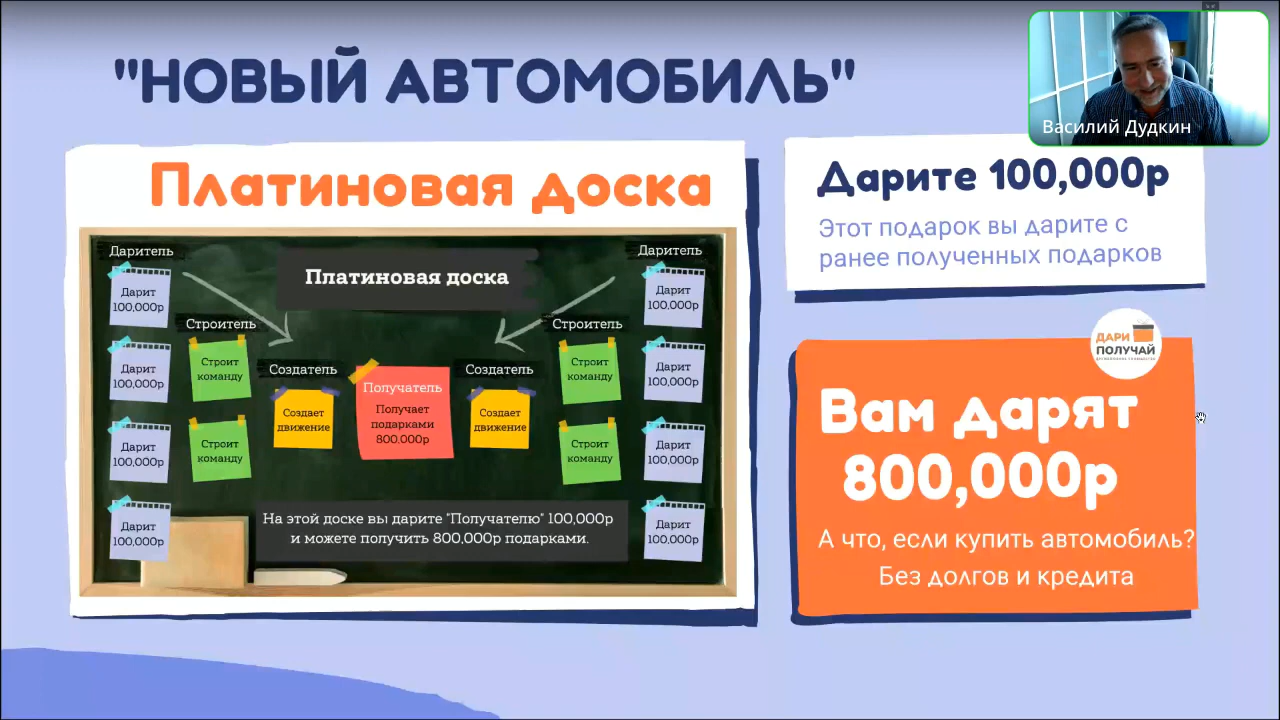 "НОВЫЙ АВТОМОБИЛЬ"
Василий Дудкин
Платиновая доска
Даритель
Платиновая доска
Даритель
Дарит
100,000р
Дарит
100,000р
Строитель
Строитель
Дарит
100,000р
Строит
команду
Создатель
Получатель
Получает
подарками
800,000р
Создатель
Строит
команду
Дарит
100,000р
Создает
движение
Создает
движение
Дарит
100,000р
Строит
команду
Строит
команду
Дарит
100,000р
Дарит
100,000р
На этой доске вы дарите "Получателю" 100,000р
и можете получить 800,000р подарками.
Дарит
100,000р
Дарите 100,000р
Этот подарок вы дарите с
ранее полученных подарков
ДАРИ
ПОЛУЧАЙ
Вам дарят
800,000р
А что, если купить автомобиль?
Без долгов и кредита